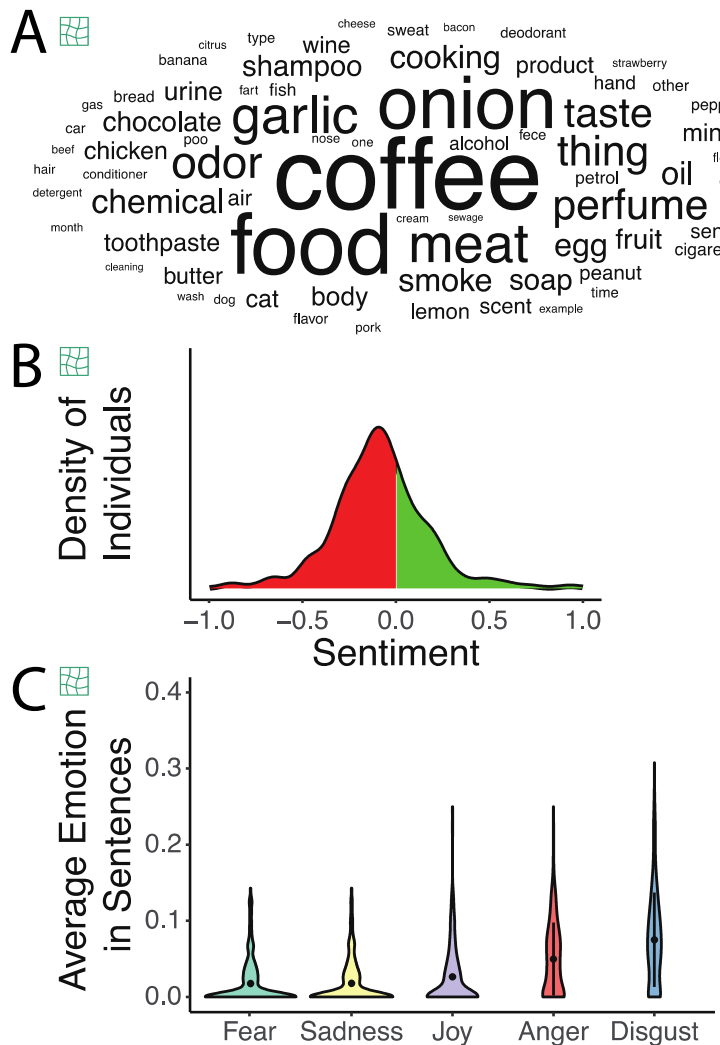 A
cheese sweat bacon deodorant
citrus type wine cooking
banana shampoo product strawberry
urine fart fish onion hand other
gas bread garlic taste pepp
car chocolate poo nose one alcohol fece thing min
beef chicken odor coffee petrol oil fl
hair conditioner
detergent chemical air cream sewage perfume
month toothpaste food meat egg fruit sen
cleaning butter smoke soap peanut cigare
wash dog cat body lemon scent example time
flavor pork
B
Density of
Individuals
−1.0 −0.5 0.0 0.5 1.0
Sentiment
C
Average Emotion
in Sentences
0.4
0.3
0.2
0.1
0.0
Fear Sadness Joy Anger Disgust